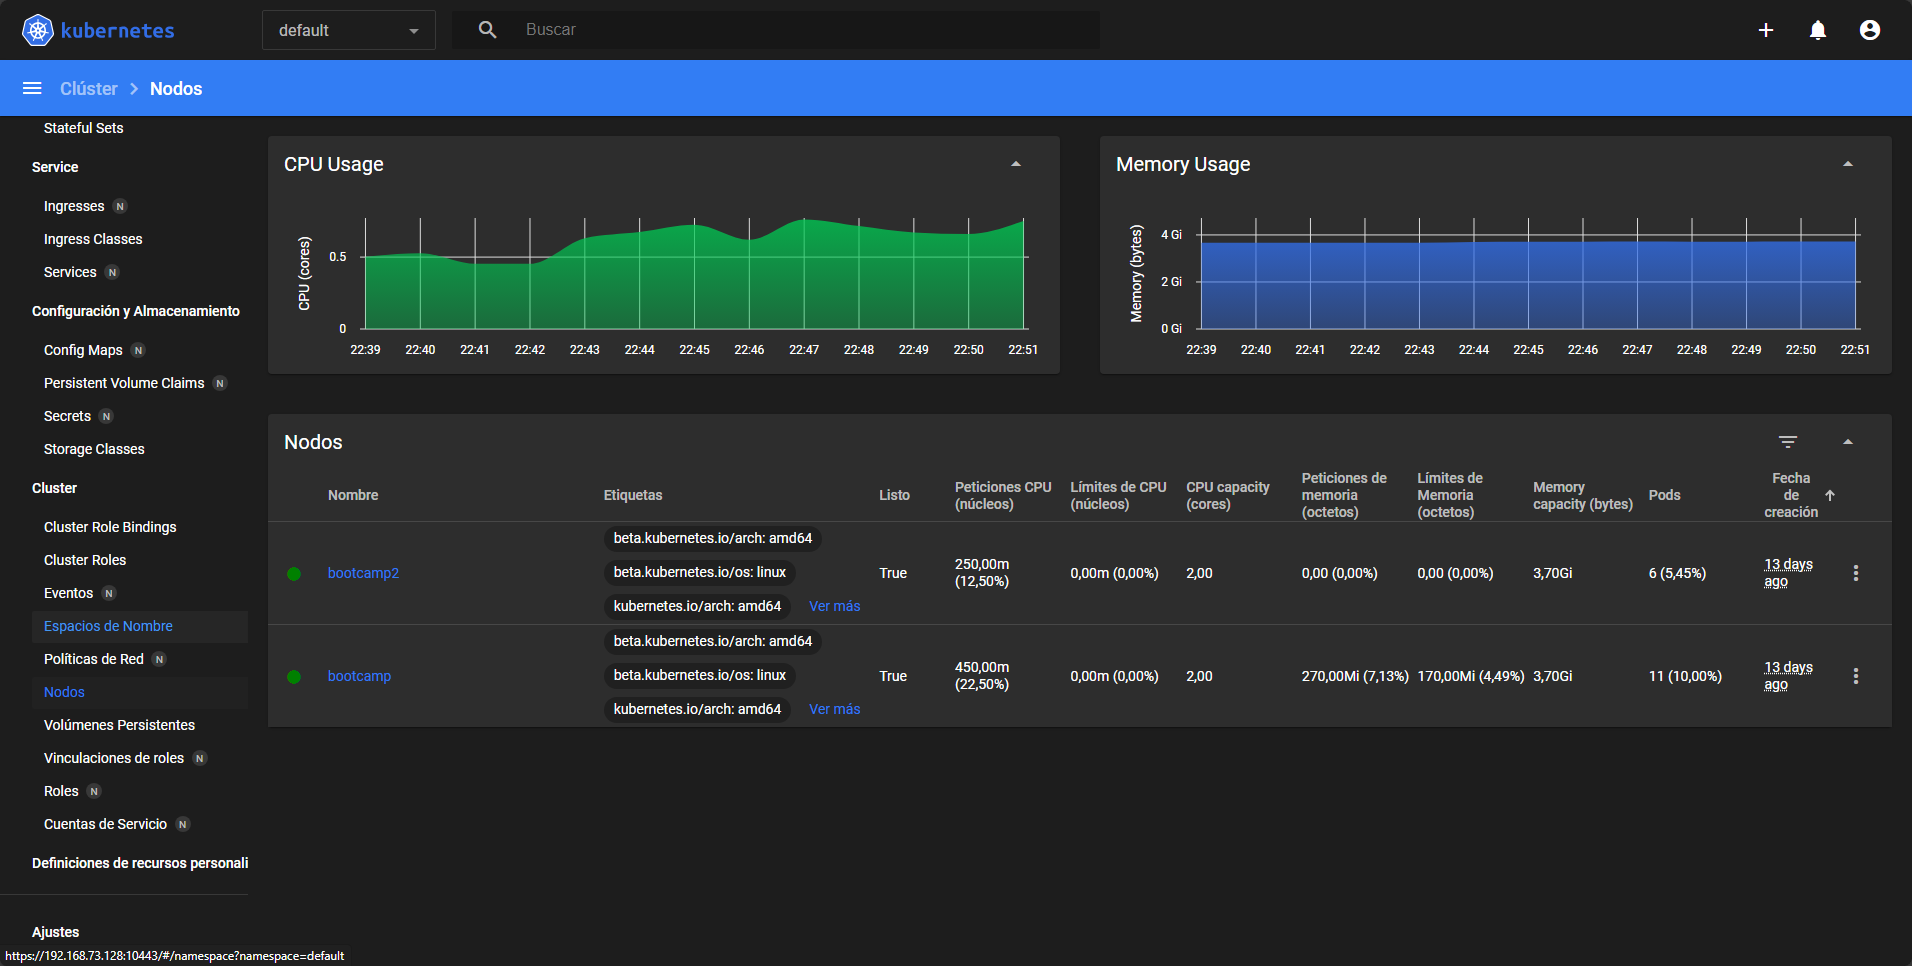 kubernetes
default
Buscar
Clúster
Nodos
Stateful Sets
Service
Ingresses N
Ingress Classes
Services N
Configuración y Almacenamiento
Config Maps N
Persistent Volume Claims N
Secrets N
Storage Classes
Cluster
Cluster Role Bindings
Cluster Roles
Eventos N
Espacios de Nombre
Políticas de Red N
Nodos
Volúmenes Persistentes
Vinculaciones de roles N
Roles N
Cuentas de Servicio N
Definiciones de recursos personali
Ajustes
https://192.168.73.128:10443/#/namespace?namespace=default
CPU Usage
CPU (cores)
0.5
0
22:39 22:40 22:41 22:42 22:43 22:44 22:45 22:46 22:47 22:48 22:49 22:50 22:51
Memory Usage
Memory (bytes)
4 Gi
2 Gi
0 Gi
22:39 22:40 22:41 22:42 22:43 22:44 22:45 22:46 22:47 22:48 22:49 22:50 22:51
Nodos
Nombre
Etiquetas
Listo
Peticiones CPU
(núcleos)
Límites de CPU
(núcleos)
CPU capacity
(cores)
Peticiones de
memoria
(octetos)
Límites de
Memoria
(octetos)
Memory
capacity (bytes)
Pods
Fecha
de
creación
bootcamp2
beta.kubernetes.io/arch: amd64
beta.kubernetes.io/os: linux
kubernetes.io/arch: amd64
Ver más
True
250,00m
(12,50%)
0,00m (0,00%)
2,00
0,00 (0,00%)
0,00 (0,00%)
3,70Gi
6 (5,45%)
13 days
ago
bootcamp
beta.kubernetes.io/arch: amd64
beta.kubernetes.io/os: linux
kubernetes.io/arch: amd64
Ver más
True
450,00m
(22,50%)
0,00m (0,00%)
2,00
270,00Mi (7,13%)
170,00Mi (4,49%)
3,70Gi
11 (10,00%)
13 days
ago